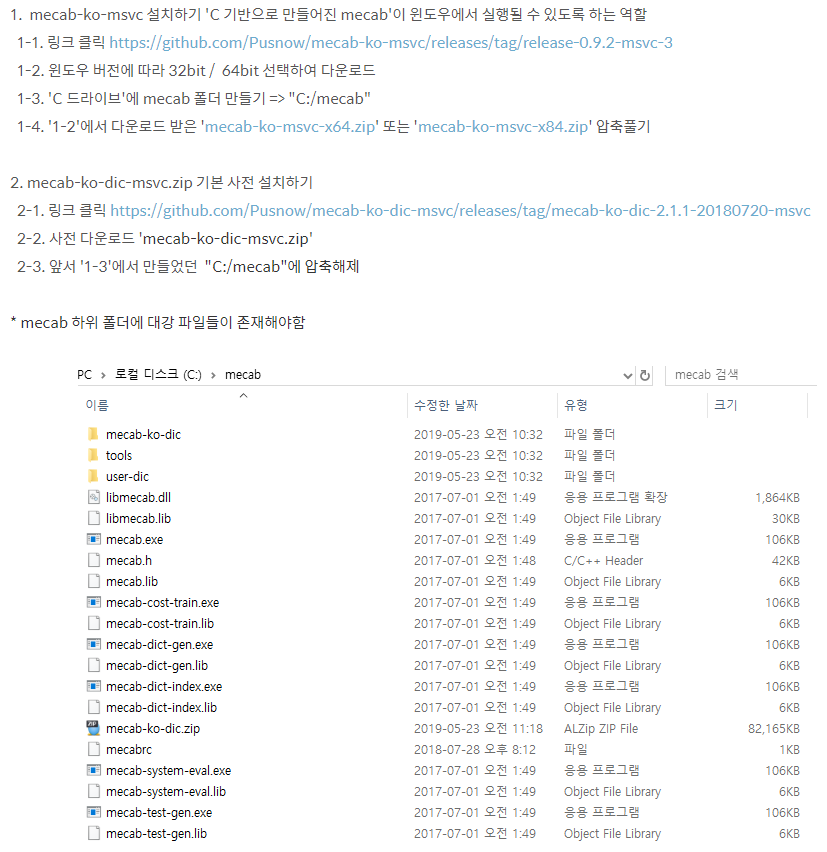 1. mecab-ko-msvc 설치하기 'C 기반으로 만들어진 mecab'이 윈도우에서 실행될 수 있도록 하는 역할
1-1. 링크 클릭 https://github.com/Pusnow/mecab-ko-msvc/releases/tag/release-0.9.2-msvc-3
1-2. 윈도우 버전에 따라 32bit / 64bit 선택하여 다운로드
1-3. 'C 드라이브'에 mecab 폴더 만들기 => "C:/mecab"
1-4. '1-2'에서 다운로드 받은 'mecab-ko-msvc-x64.zip' 또는 'mecab-ko-msvc-x84.zip' 압축풀기
2. mecab-ko-dic-msvc.zip 기본 사전 설치하기
2-1. 링크 클릭 https://github.com/Pusnow/mecab-ko-dic-msvc/releases/tag/mecab-ko-dic-2.1.1-20180720-msvc
2-2. 사전 다운로드 'mecab-ko-dic-msvc.zip'
2-3. 앞서 '1-3'에서 만들었던 "C:/mecab"에 압축해제
* mecab 하위 폴더에 대강 파일들이 존재해야함
PC > 로컬 디스크 (C:) > mecab mecab 검색
이름 수정한 날짜 유형 크기
mecab-ko-dic 2019-05-23 오전 10:32 파일 폴더
tools 2019-05-23 오전 10:32 파일 폴더
user-dic 2019-05-23 오전 10:32 파일 폴더
libmecab.dll 2017-07-01 오전 1:49 응용 프로그램 확장 1,864KB
libmecab.lib 2017-07-01 오전 1:49 Object File Library 30KB
mecab.exe 2017-07-01 오전 1:49 응용 프로그램 106KB
mecab.h 2017-07-01 오전 1:48 C/C++ Header 42KB
mecab.lib 2017-07-01 오전 1:49 Object File Library 6KB
mecab-cost-train.exe 2017-07-01 오전 1:49 응용 프로그램 106KB
mecab-cost-train.lib 2017-07-01 오전 1:49 Object File Library 6KB
mecab-dict-gen.exe 2017-07-01 오전 1:49 응용 프로그램 106KB
mecab-dict-gen.lib 2017-07-01 오전 1:49 Object File Library 6KB
mecab-dict-index.exe 2017-07-01 오전 1:49 응용 프로그램 106KB
mecab-dict-index.lib 2017-07-01 오전 1:49 Object File Library 6KB
mecab-ko-dic.zip 2019-05-23 오전 11:18 ALZip ZIP File 82,165KB
mecabrc 2018-07-28 오후 8:12 파일 1KB
mecab-system-eval.exe 2017-07-01 오전 1:49 응용 프로그램 106KB
mecab-system-eval.lib 2017-07-01 오전 1:49 Object File Library 6KB
mecab-test-gen.exe 2017-07-01 오전 1:49 응용 프로그램 106KB
mecab-test-gen.lib 2017-07-01 오전 1:49 Object File Library 6KB